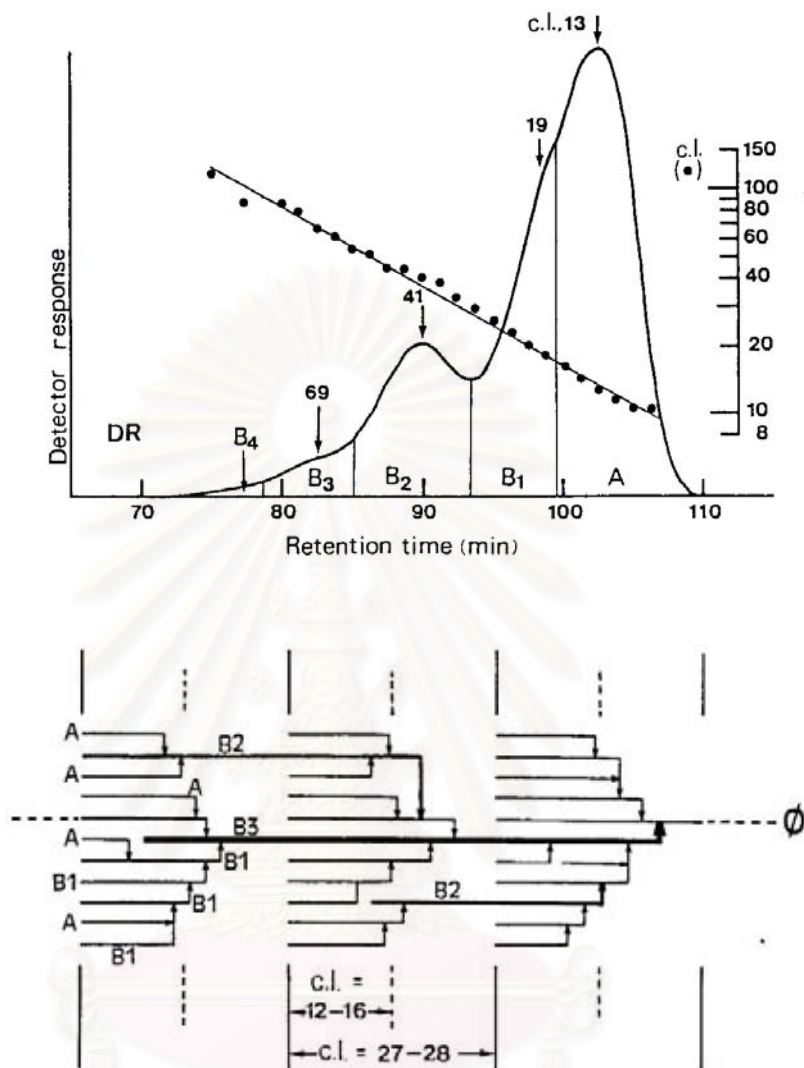 c.l.,13
19
c.l.
(•)
150
100
80
60
40
20
10
8
41
69
Detector response
DR
B4
B3
B2
B1
A
70
80
90
100
110
Retention time (min)
A
B2
A
A
B3
Ø
A
B1
B1
B1
B2
A
B1
c.l. =
12-16
c.l. = 27-28